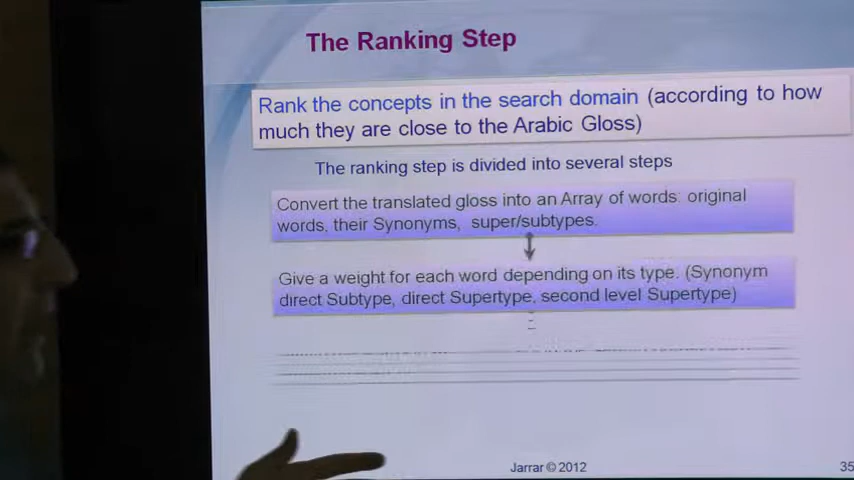 The Ranking Step
Rank the concepts in the search domain (according to how
much they are close to the Arabic Gloss)
The ranking step is divided into several steps
Convert the translated gloss into an Array of words: original
words, their Synonyms, super/subtypes.
Give a weight for each word depending on its type. (Synonym
direct Subtype, direct Supertype, second level Supertype)
Jarrar © 2012
35